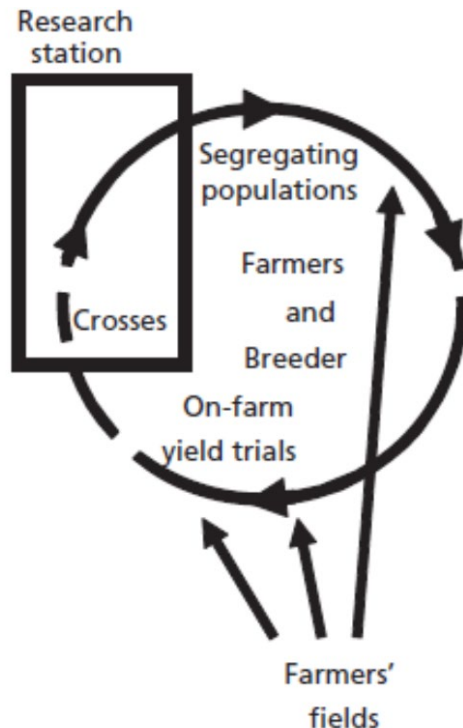 Research
station
Segregating
populations
Farmers
and
Breeder
Crosses
On-farm
yield trials
Farmers’
fields